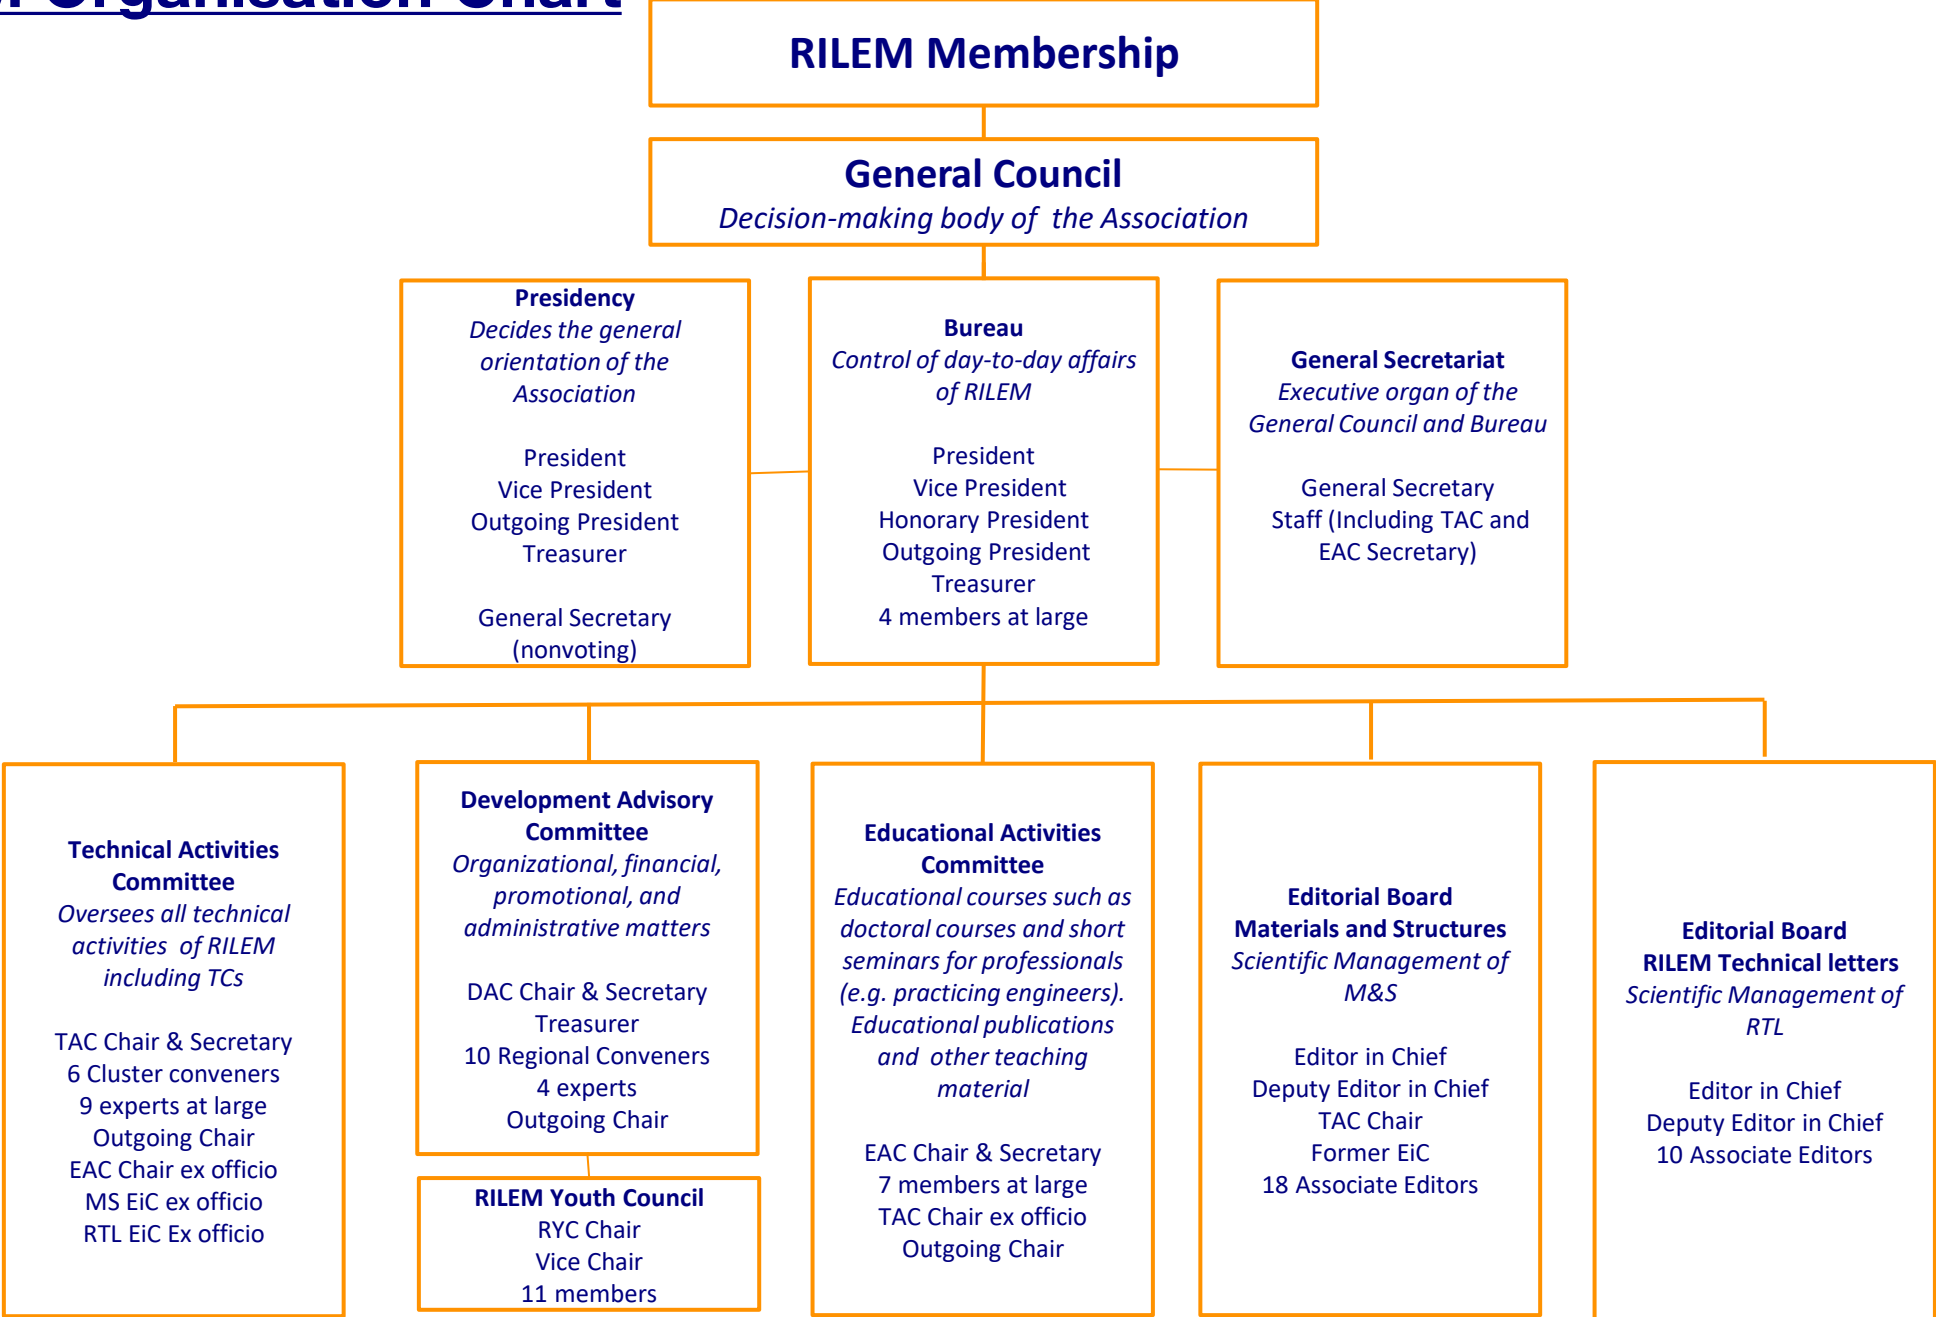 Organisation Chart
RILEM Membership
General Council
Decision-making body of the Association
Presidency
Decides the general
orientation of the
Association
President
Vice President
Outgoing President
Treasurer
General Secretary
(nonvoting)
Bureau
Control of day-to-day affairs
of RILEM
President
Vice President
Honorary President
Outgoing President
Treasurer
4 members at large
General Secretariat
Executive organ of the
General Council and Bureau
General Secretary
Staff (Including TAC and
EAC Secretary)
Technical Activities
Committee
Oversees all technical
activities of RILEM
including TCs
TAC Chair & Secretary
6 Cluster conveners
9 experts at large
Outgoing Chair
EAC Chair ex officio
MS EiC ex officio
RTL EiC Ex officio
Development Advisory
Committee
Organizational, financial,
promotional, and
administrative matters
DAC Chair & Secretary
Treasurer
10 Regional Conveners
4 experts
Outgoing Chair
RILEM Youth Council
RYC Chair
Vice Chair
11 members
Educational Activities
Committee
Educational courses such as
doctoral courses and short
seminars for professionals
(e.g. practicing engineers).
Educational publications
and other teaching
material
EAC Chair & Secretary
7 members at large
TAC Chair ex officio
Outgoing Chair
Editorial Board
Materials and Structures
Scientific Management of
M&S
Editor in Chief
Deputy Editor in Chief
TAC Chair
Former EiC
18 Associate Editors
Editorial Board
RILEM Technical letters
Scientific Management of
RTL
Editor in Chief
Deputy Editor in Chief
10 Associate Editors